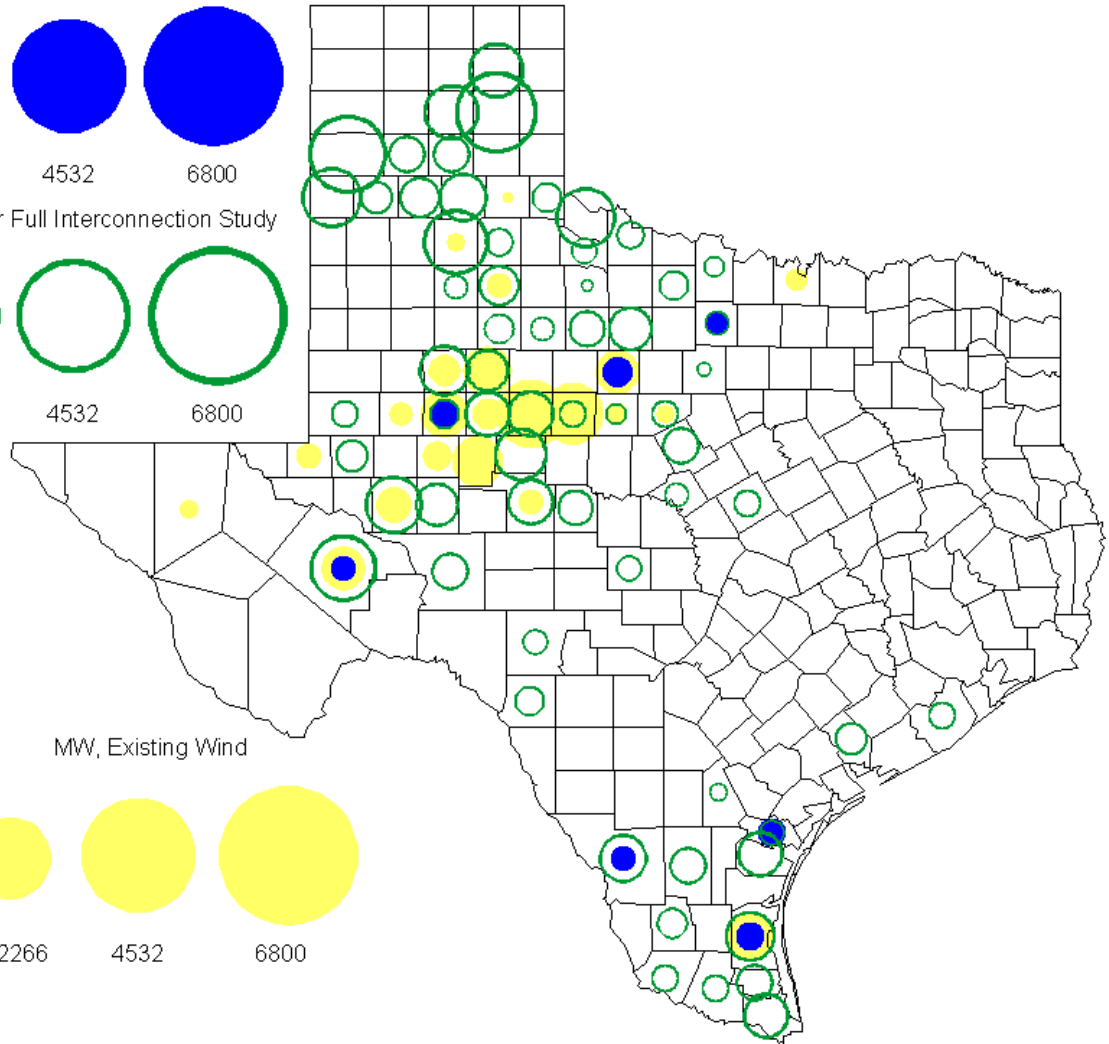 4532 6800
Full Interconnection Study
4532 6800
MW, Existing Wind
2266 4532 6800